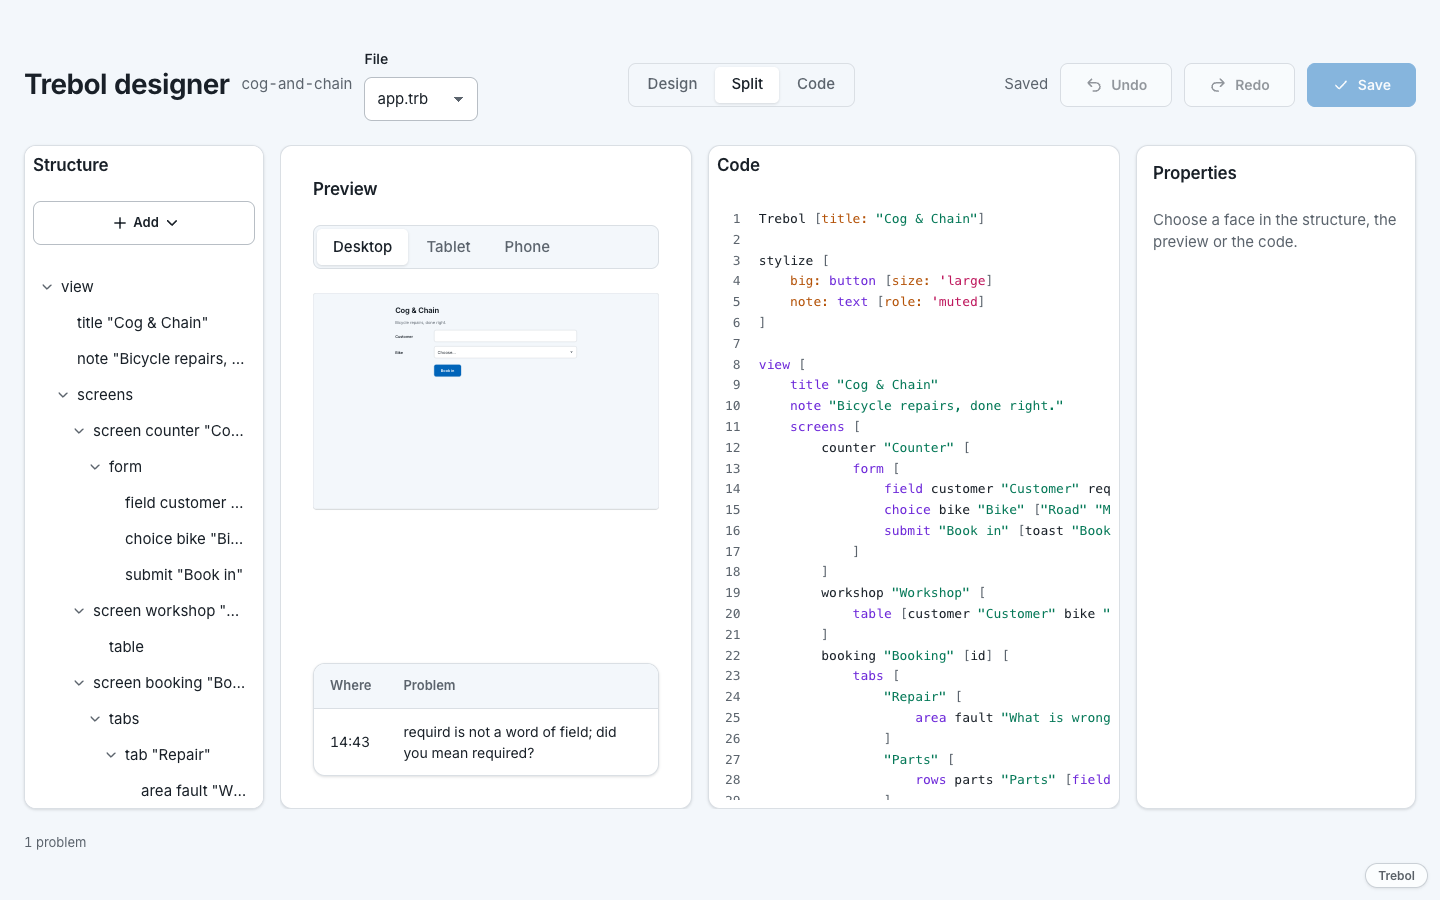 Trebol designer
cog-and-chain
File
app.trb
Design
Split
Code
Saved
Undo
Redo
Save
Structure
Add
view
title "Cog & Chain"
note "Bicycle repairs, ...
screens
screen counter "Co...
form
field customer ...
choice bike "Bi...
submit "Book in"
screen workshop "...
table
screen booking "Bo...
tabs
tab "Repair"
area fault "W...
Preview
Desktop
Tablet
Phone
Cog & Chain
Bicycle repairs, done right.
Customer
Bike
Choose...
Book in
Where
Problem
14:43
requird is not a word of field; did
you mean required?
Code
1 Trebol [title: "Cog & Chain"]
2
3 stylize [
4 big: button [size: 'large]
5 note: text [role: 'muted]
6 ]
7
8 view [
9 title "Cog & Chain"
10 note "Bicycle repairs, done right."
11 screens [
12 counter "Counter" [
13 form [
14 field customer "Customer" req
15 choice bike "Bike" ["Road" "M
16 submit "Book in" [toast "Book
17 ]
18 ]
19 workshop "Workshop" [
20 table [customer "Customer" bike "
21 ]
22 booking "Booking" [id] [
23 tabs [
24 "Repair" [
25 area fault "What is wrong
26 ]
27 "Parts" [
28 rows parts "Parts" [field
29 ]
Properties
Choose a face in the structure, the
preview or the code.
1 problem
Trebol